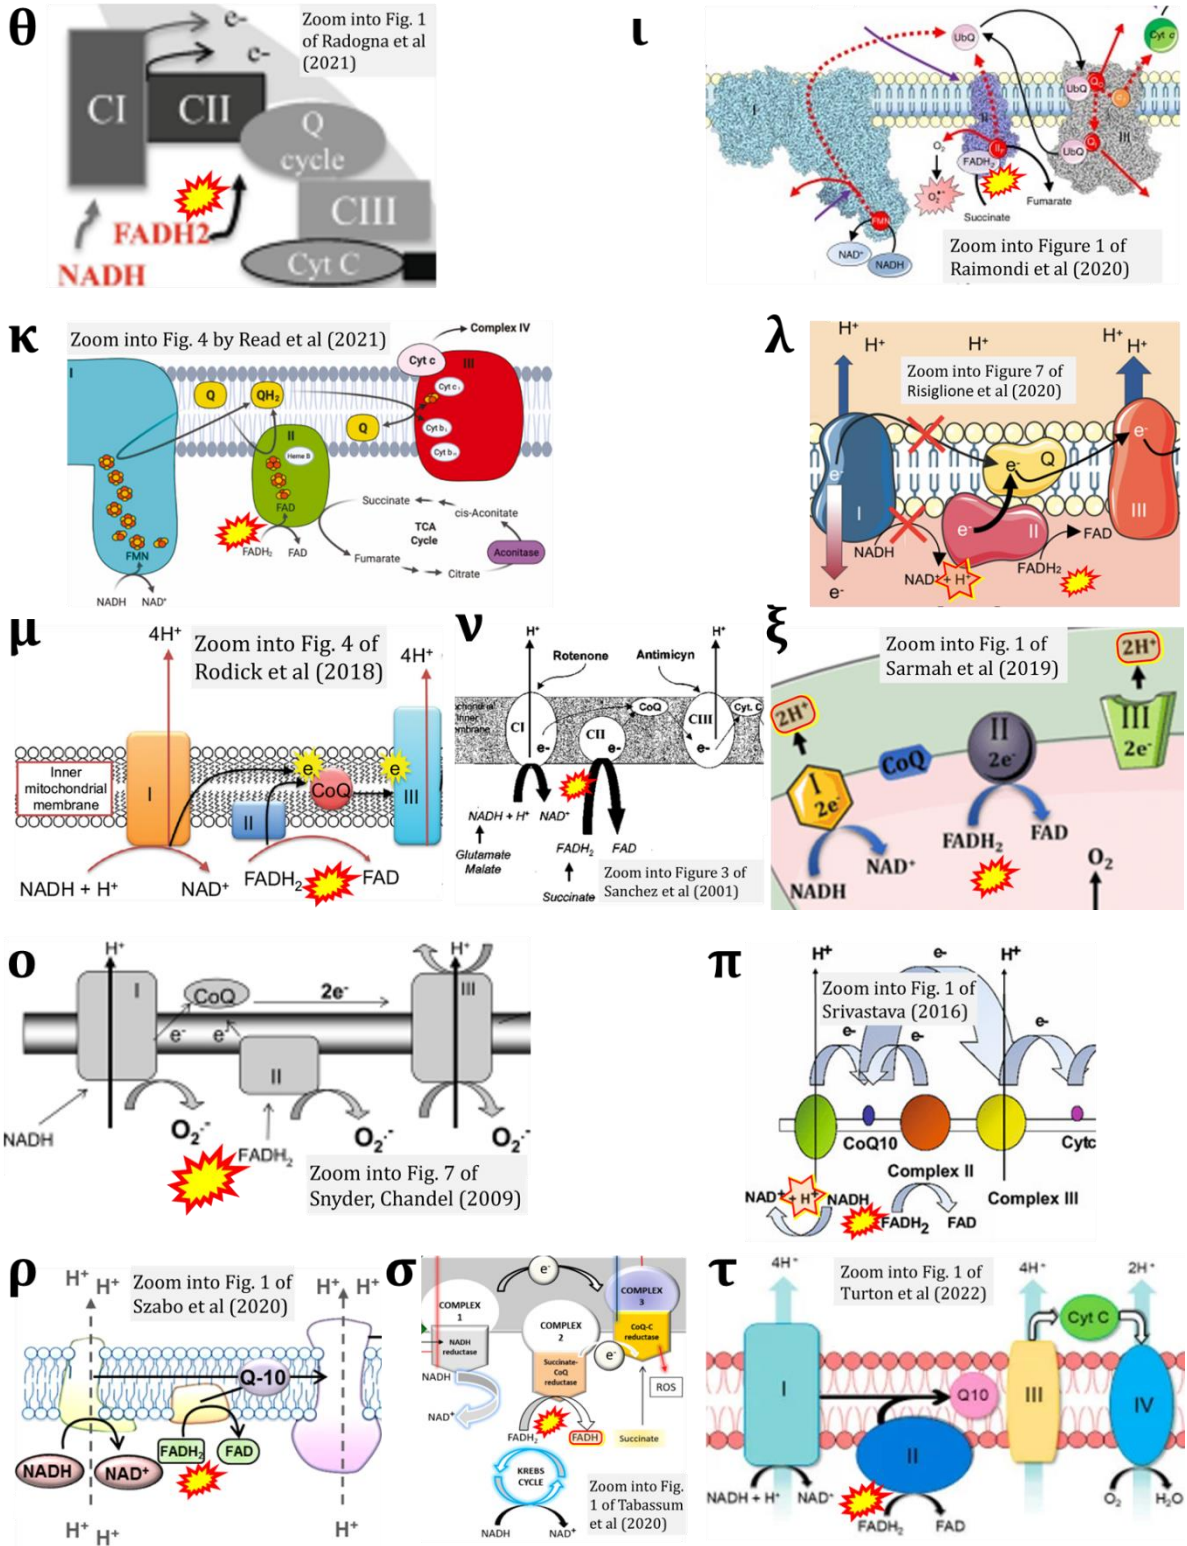 θ
Zoom into Fig. 1
of Radogna et al
(2021)
e-
e-
CI
CII
Q
cycle
CIII
Cyt C
FADH2
NADH
ι
UbQ
Cyt c
I
II
III
UbQ
UbQ
O₂
FADH₂
Succinate
Fumarate
FMN
NAD⁺
NADH
Zoom into Figure 1 of
Raimondi et al (2020)
κ
Zoom into Fig. 4 by Read et al (2021)
Complex IV
Cyt c
I
III
Q
QH₂
Q
II
Heme B
FAD
FADH₂
FAD
Succinate
cis-Aconitate
TCA
Cycle
Aconitase
Fumarate
Citrate
FMN
NADH
NAD⁺
λ
H⁺
H⁺
H⁺
H⁺
H⁺
Zoom into Figure 7 of
Risiglione et al (2020)
e-
e-
Q
e-
e-
I
II
III
NADH
NAD⁺ + H⁺
FADH₂
FAD
e-
μ
4H⁺
Zoom into Fig. 4 of
Rodick et al (2018)
4H⁺
Inner
mitochondrial
membrane
I
II
e
CoQ
e
III
NADH + H⁺
NAD⁺
FADH₂
FAD
ν
H⁺
H⁺
Rotenone
Antimicyn
CI
CII
CoQ
CIII
Cyt. C
e-
e-
e-
NADH + H⁺
NAD⁺
Glutamate
Malate
FADH₂
FAD
Succinate
Zoom into Figure 3 of
Sanchez et al (2001)
ξ
Zoom into Fig. 1 of
Sarmah et al (2019)
2H⁺
2H⁺
I
2e⁻
CoQ
II
2e⁻
III
2e⁻
NADH
NAD⁺
FADH₂
FAD
O₂
ο
H⁺
H⁺
I
CoQ
2e⁻
III
e⁻
e⁻
II
NADH
O₂·⁻
O₂·⁻
O₂·⁻
FADH₂
Zoom into Fig. 7 of
Snyder, Chandel (2009)
π
H⁺
e-
H⁺
Zoom into Fig. 1 of
Srivastava (2016)
e-
e-
e-
CoQ10
Cytc
Complex II
Complex III
NAD⁺ + H⁺
NADH
FADH₂
FAD
ρ
H⁺
H⁺
Zoom into Fig. 1 of
Szabo et al (2020)
H⁺
H⁺
Q-10
NADH
NAD⁺
FADH₂
FAD
H⁺
H⁺
H⁺
σ
e⁻
COMPLEX
1
COMPLEX
3
COMPLEX
2
NADH
reductase
CoQ-C
reductase
Succinate-
CoQ
reductase
e⁻
NADH
NAD⁺
ROS
FADH₂
FADH
Succinate
KREBS
CYCLE
NADH
NAD⁺
Zoom into Fig.
1 of Tabassum
et al (2020)
τ
4H⁺
Zoom into Fig. 1 of
Turton et al (2022)
4H⁺
2H⁺
Cyt C
I
Q10
III
IV
II
NADH + H⁺
NAD⁺
FADH₂
FAD
O₂
H₂O